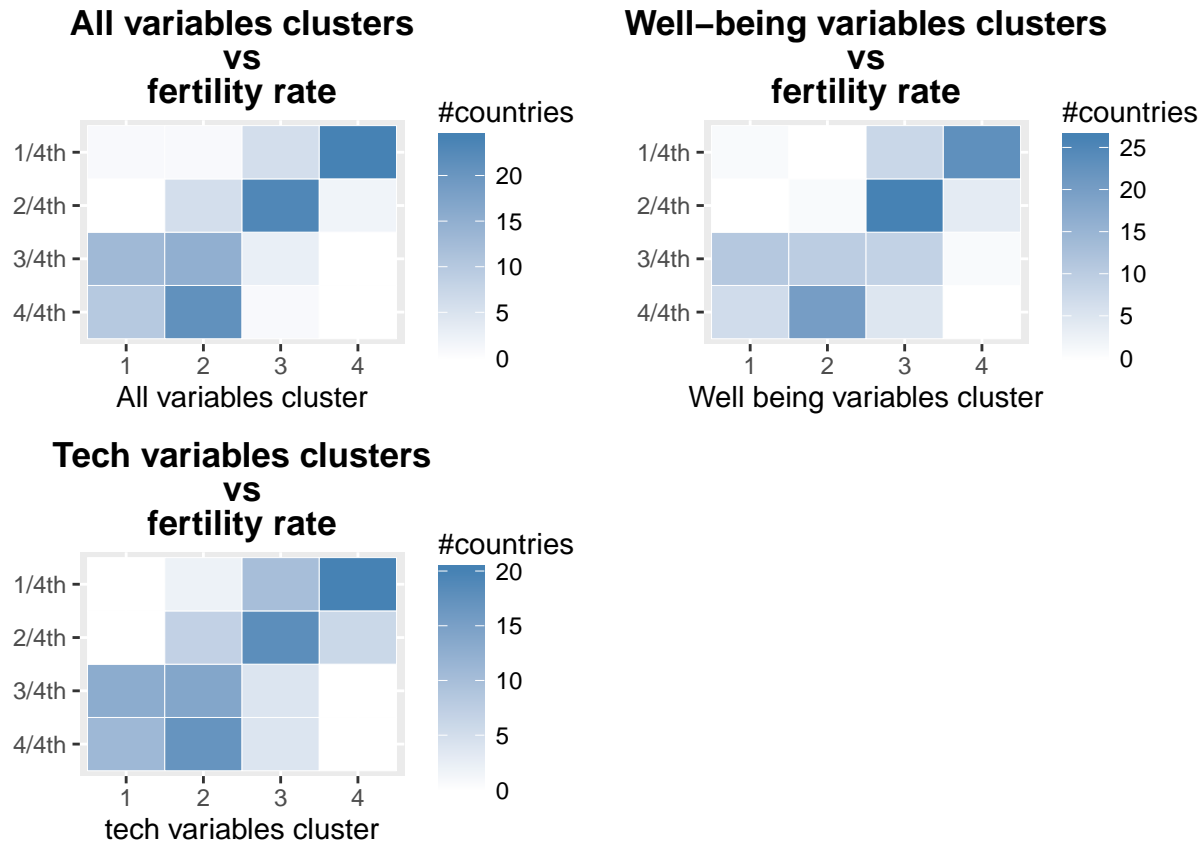 All variables clusters
vs
fertility rate
#countries
1/4th
2/4th
3/4th
4/4th
20
15
10
5
0
1 2 3 4
All variables cluster
Well–being variables clusters
vs
fertility rate
#countries
1/4th
2/4th
3/4th
4/4th
25
20
15
10
5
0
1 2 3 4
Well being variables cluster
Tech variables clusters
vs
fertility rate
#countries
1/4th
2/4th
3/4th
4/4th
20
15
10
5
0
1 2 3 4
tech variables cluster